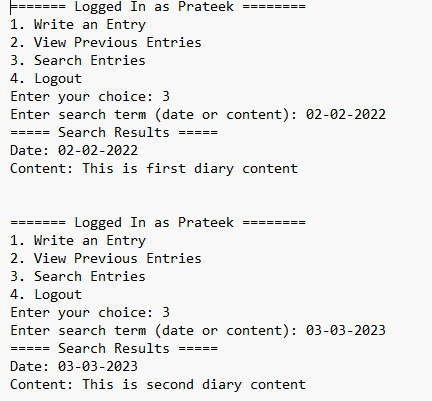 ======= Logged In as Prateek ========
1. Write an Entry
2. View Previous Entries
3. Search Entries
4. Logout
Enter your choice: 3
Enter search term (date or content): 02-02-2022
===== Search Results =====
Date: 02-02-2022
Content: This is first diary content
======= Logged In as Prateek ========
1. Write an Entry
2. View Previous Entries
3. Search Entries
4. Logout
Enter your choice: 3
Enter search term (date or content): 03-03-2023
===== Search Results =====
Date: 03-03-2023
Content: This is second diary content